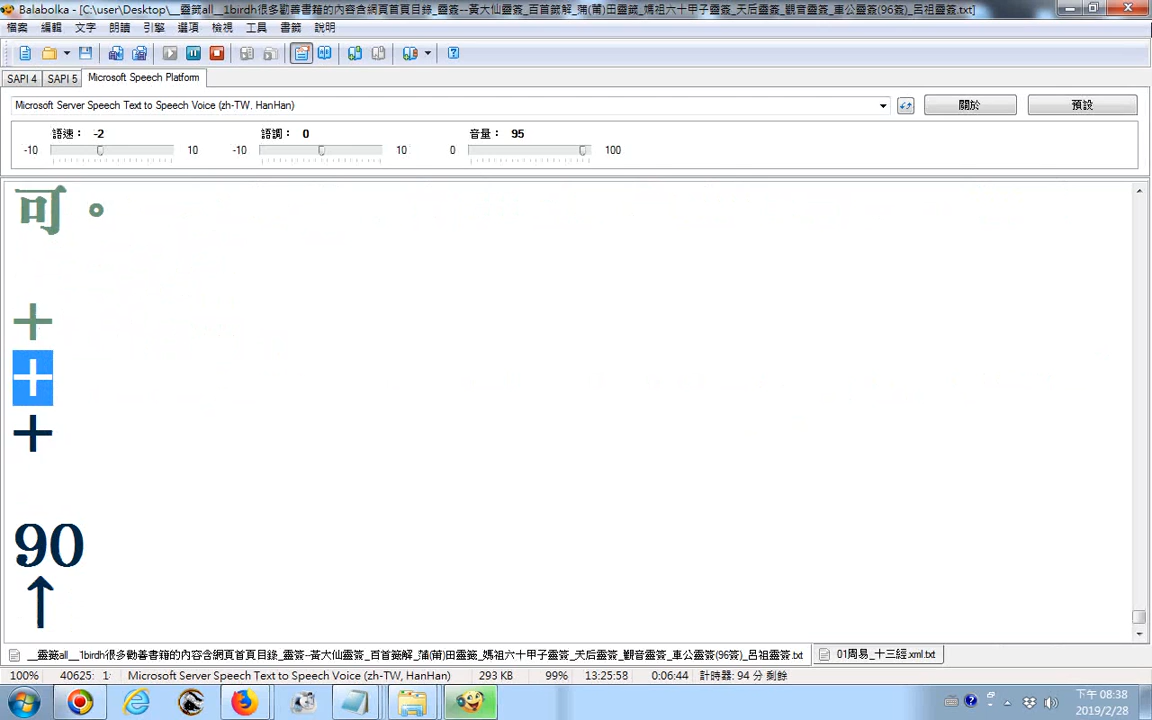 Balabolka - [C:\user\Desktop\__靈籤all__1birdh很多勸善書籍的內容含網頁首頁目錄_靈簽--黃大仙靈簽_百首籤解_蒲(莆)田靈籤_媽祖六十甲子靈簽_天后靈簽_觀音靈簽_車公靈簽(96簽)_呂祖靈簽.txt]
檔案 編輯 文字 朗讀 引擎 選項 檢視 工具 書籤 說明
SAPI 4 SAPI 5 Microsoft Speech Platform
Microsoft Server Speech Text to Speech Voice (zh-TW, HanHan) 關於 預設
語速： -2 語調： 0 音量： 95
-10 10 -10 10 0 100
可。
+
+
+
90
↑
__靈籤all__1birdh很多勸善書籍的內容含網頁首頁目錄_靈簽--黃大仙靈簽_百首籤解_蒲(莆)田靈籤_媽祖六十甲子靈簽_天后靈簽_觀音靈簽_車公靈簽(96簽)_呂祖靈簽.txt 01周易_十三經.xml.txt
100% 40625: 1 Microsoft Server Speech Text to Speech Voice (zh-TW, HanHan) 293 KB 99% 13:25:58 0:06:44 計時器: 94 分 剩餘
下午 08:38
2019/2/28